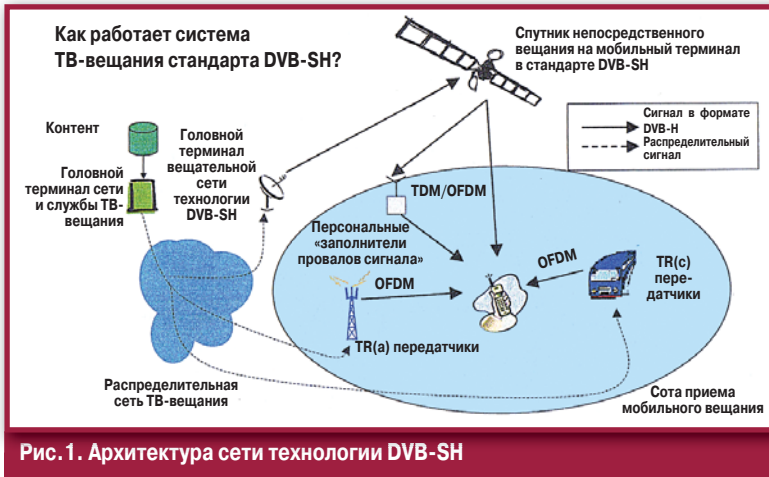 Как работает система
ТВ-вещания стандарта DVB-SH?
Спутник непосредственного
вещания на мобильный терминал
в стандарте DVB-SH
Сигнал в формате
DVB-H
Распределительный
сигнал
Контент
Головной
терминал сети
и службы ТВ-
вещания
Головной
терминал
вещательной
сети
технологии
DVB-SH
TDM/OFDM
Персональные
«заполнители
провалов сигнала»
OFDM
OFDM
TR(c)
пере-
датчики
TR(a) передатчики
Распределительная
сеть ТВ-вещания
Сота приема
мобильного вещания
Рис.1. Архитектура сети технологии DVB-SH